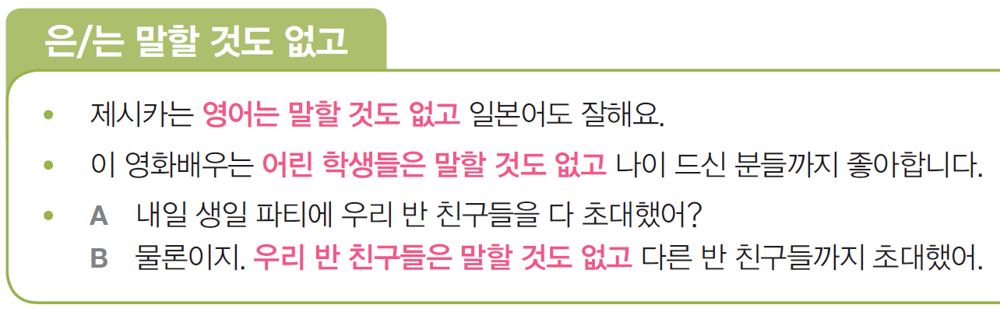 은/는 말할 것도 없고
• 제시카는 영어는 말할 것도 없고 일본어도 잘해요.
• 이 영화배우는 어린 학생들은 말할 것도 없고 나이 드신 분들까지 좋아합니다.
• A 내일 생일 파티에 우리 반 친구들을 다 초대했어?
B 물론이지. 우리 반 친구들은 말할 것도 없고 다른 반 친구들까지 초대했어.